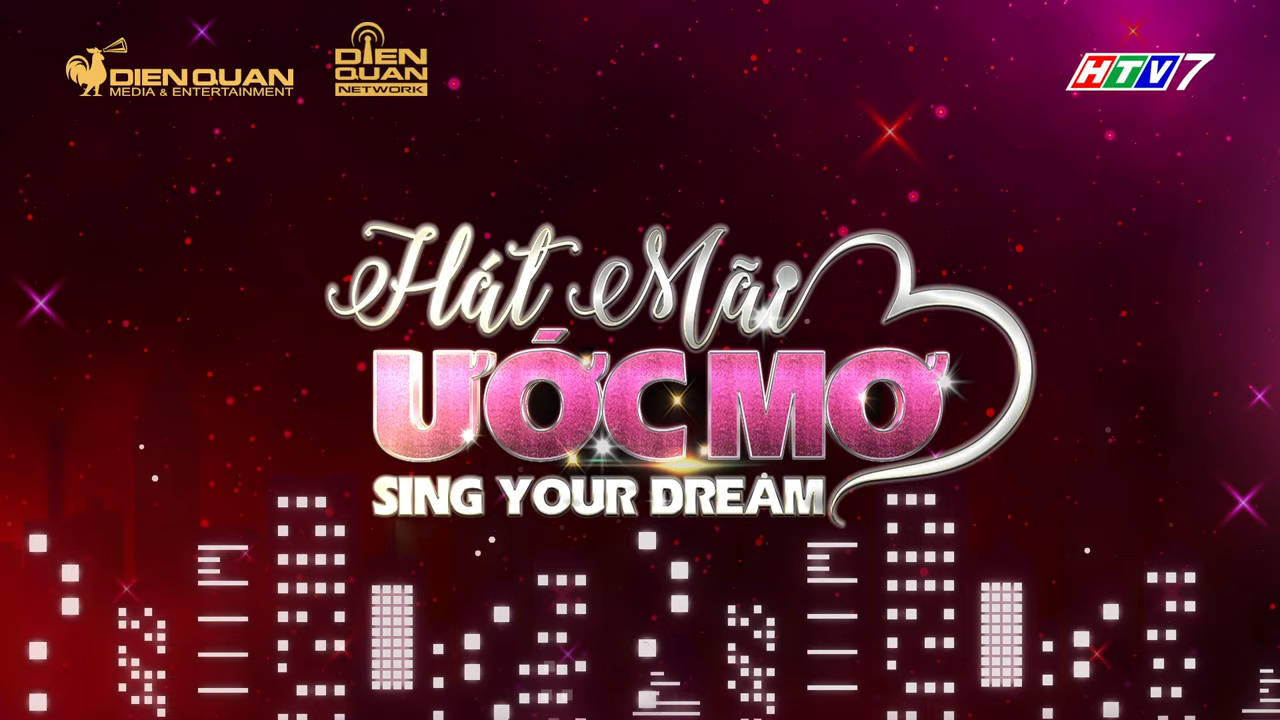 DIEN QUAN
MEDIA & ENTERTAINMENT
DIEN
QUAN
NETWORK
HTV7
Hát Mãi
ƯỚC MƠ
SING YOUR DREAM